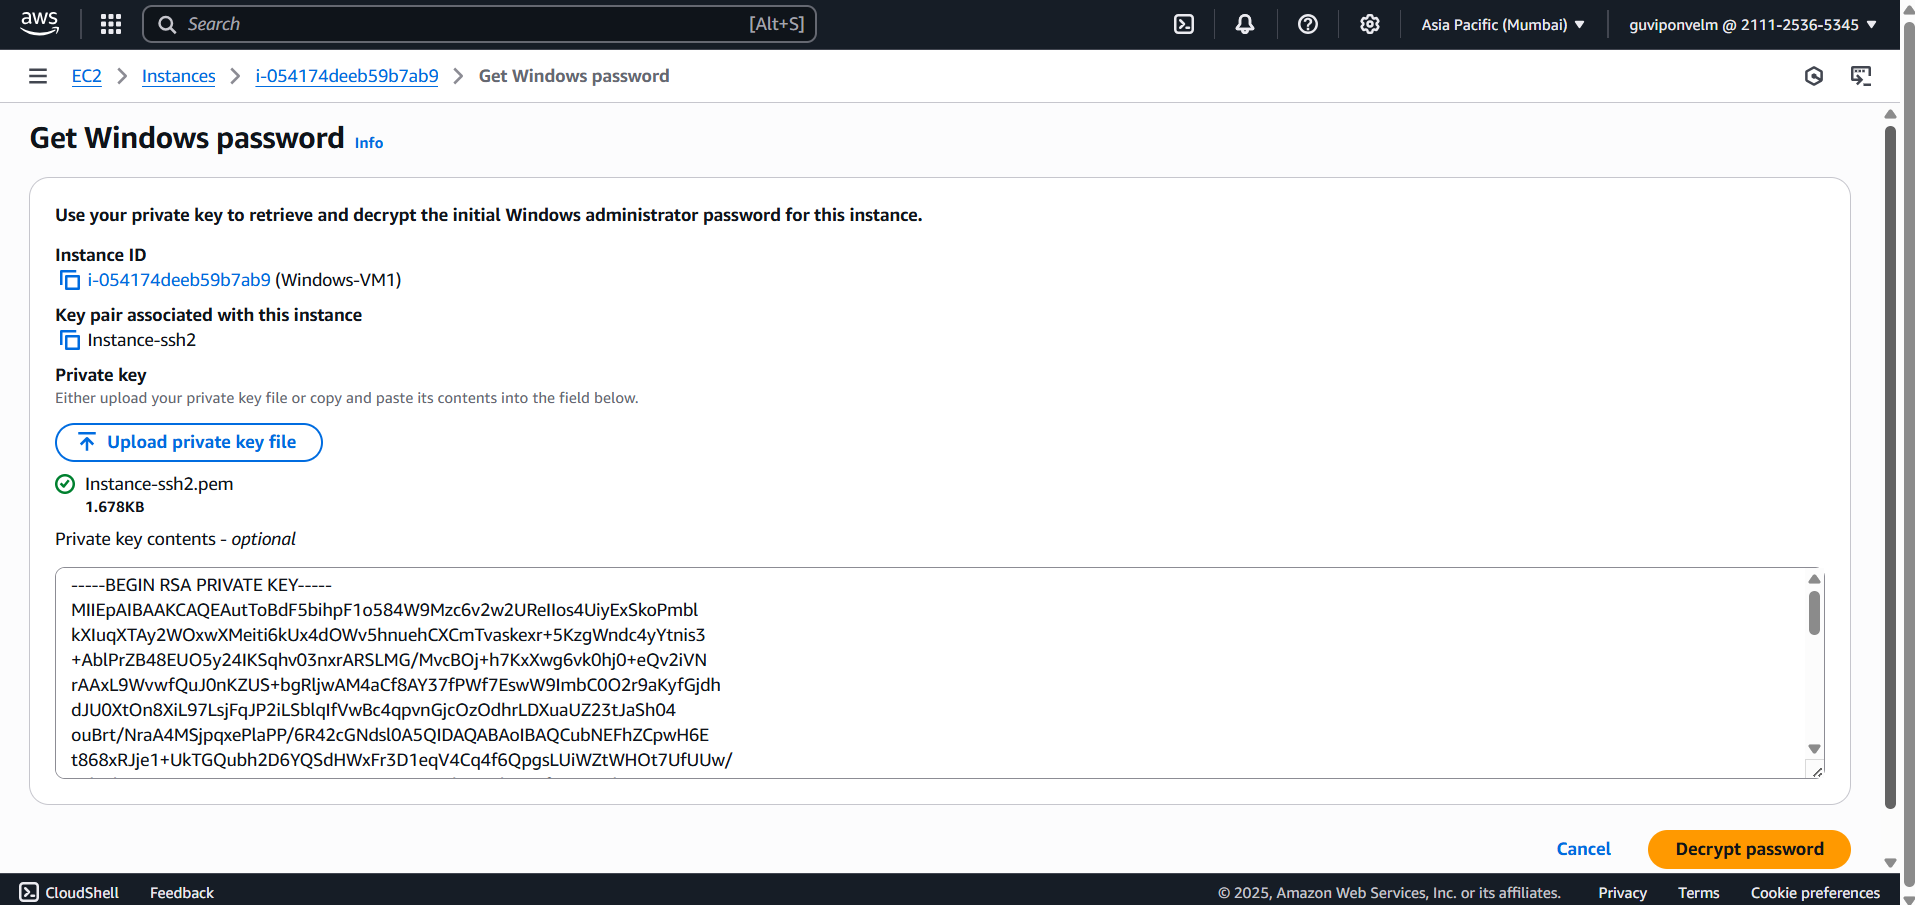 aws
Search
[Alt+S]
Asia Pacific (Mumbai)
guviponvelm @ 2111-2536-5345
EC2
Instances
i-054174deeb59b7ab9
Get Windows password
Get Windows password Info
Use your private key to retrieve and decrypt the initial Windows administrator password for this instance.
Instance ID
i-054174deeb59b7ab9 (Windows-VM1)
Key pair associated with this instance
Instance-ssh2
Private key
Either upload your private key file or copy and paste its contents into the field below.
Upload private key file
Instance-ssh2.pem
1.678KB
Private key contents - optional
-----BEGIN RSA PRIVATE KEY-----
MIIEpAIBAAKCAQEAutToBdF5bihpF1o584W9Mzc6v2w2UReIIos4UiyExSkoPmbl
kXIuqXTAy2WOxwXMeiti6kUx4dOWv5hnuehCXCmTvaskexr+5KzgWndc4yYtnis3
+AblPrZB48EUO5y24IKSqhv03nxrARSLMG/MvcBOj+h7KxXwg6vk0hj0+eQv2iVN
rAAxL9WvwfQuJ0nKZUS+bgRljwAM4aCf8AY37fPWf7EswW9ImbC0O2r9aKyfGjdh
dJU0XtOn8XiL97LsjFqJP2iLSblqIfVwBc4qpvnGjcOzOdhrLDXuaUZ23tJaSh04
ouBrt/NraA4MSjpqxePlaPP/6R42cGNdsl0A5QIDAQABAoIBAQCubNEFhZCpwH6E
t868xRJje1+UkTGQubh2D6YQSdHWxFr3D1eqV4Cq4f6QpgsLUiWZtWHOt7UfUUw/
Cancel
Decrypt password
CloudShell
Feedback
© 2025, Amazon Web Services, Inc. or its affiliates.
Privacy
Terms
Cookie preferences